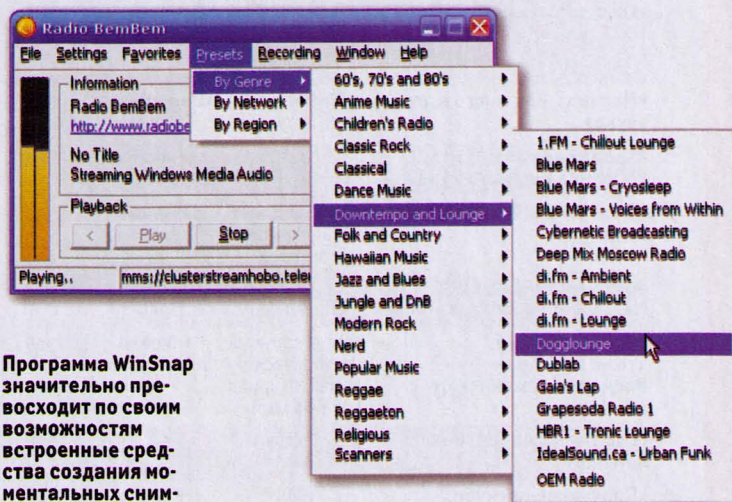 Radio BemBem
File Settings Favorites Presets Recording Window Help
Information
Radio BemBem
http://www.radiobe
No Title
Streaming Windows Media Audio
Playback
< Play Stop >
Playing.. mms://clusterstreamhobo.teler
By Genre
By Network
By Region
60's, 70's and 80's
Anime Music
Children's Radio
Classic Rock
Classical
Dance Music
Downtempo and Lounge
Folk and Country
Hawaiian Music
Jazz and Blues
Jungle and DnB
Modern Rock
Nerd
Popular Music
Reggae
Reggaeton
Religious
Scanners
1.FM - Chillout Lounge
Blue Mars
Blue Mars - Cryosleep
Blue Mars - Voices from Within
Cybernetic Broadcasting
Deep Mix Moscow Radio
di.fm - Ambient
di.fm - Chillout
di.fm - Lounge
Dogglounge
Dublab
Gaia's Lap
Grapesoda Radio 1
HBR1 - Tronic Lounge
IdealSound.ca - Urban Funk
OEM Radio
Программа WinSnap
значительно пре-
восходит по своим
возможностям
встроенные сред-
ства создания мо-
ментальных сним-